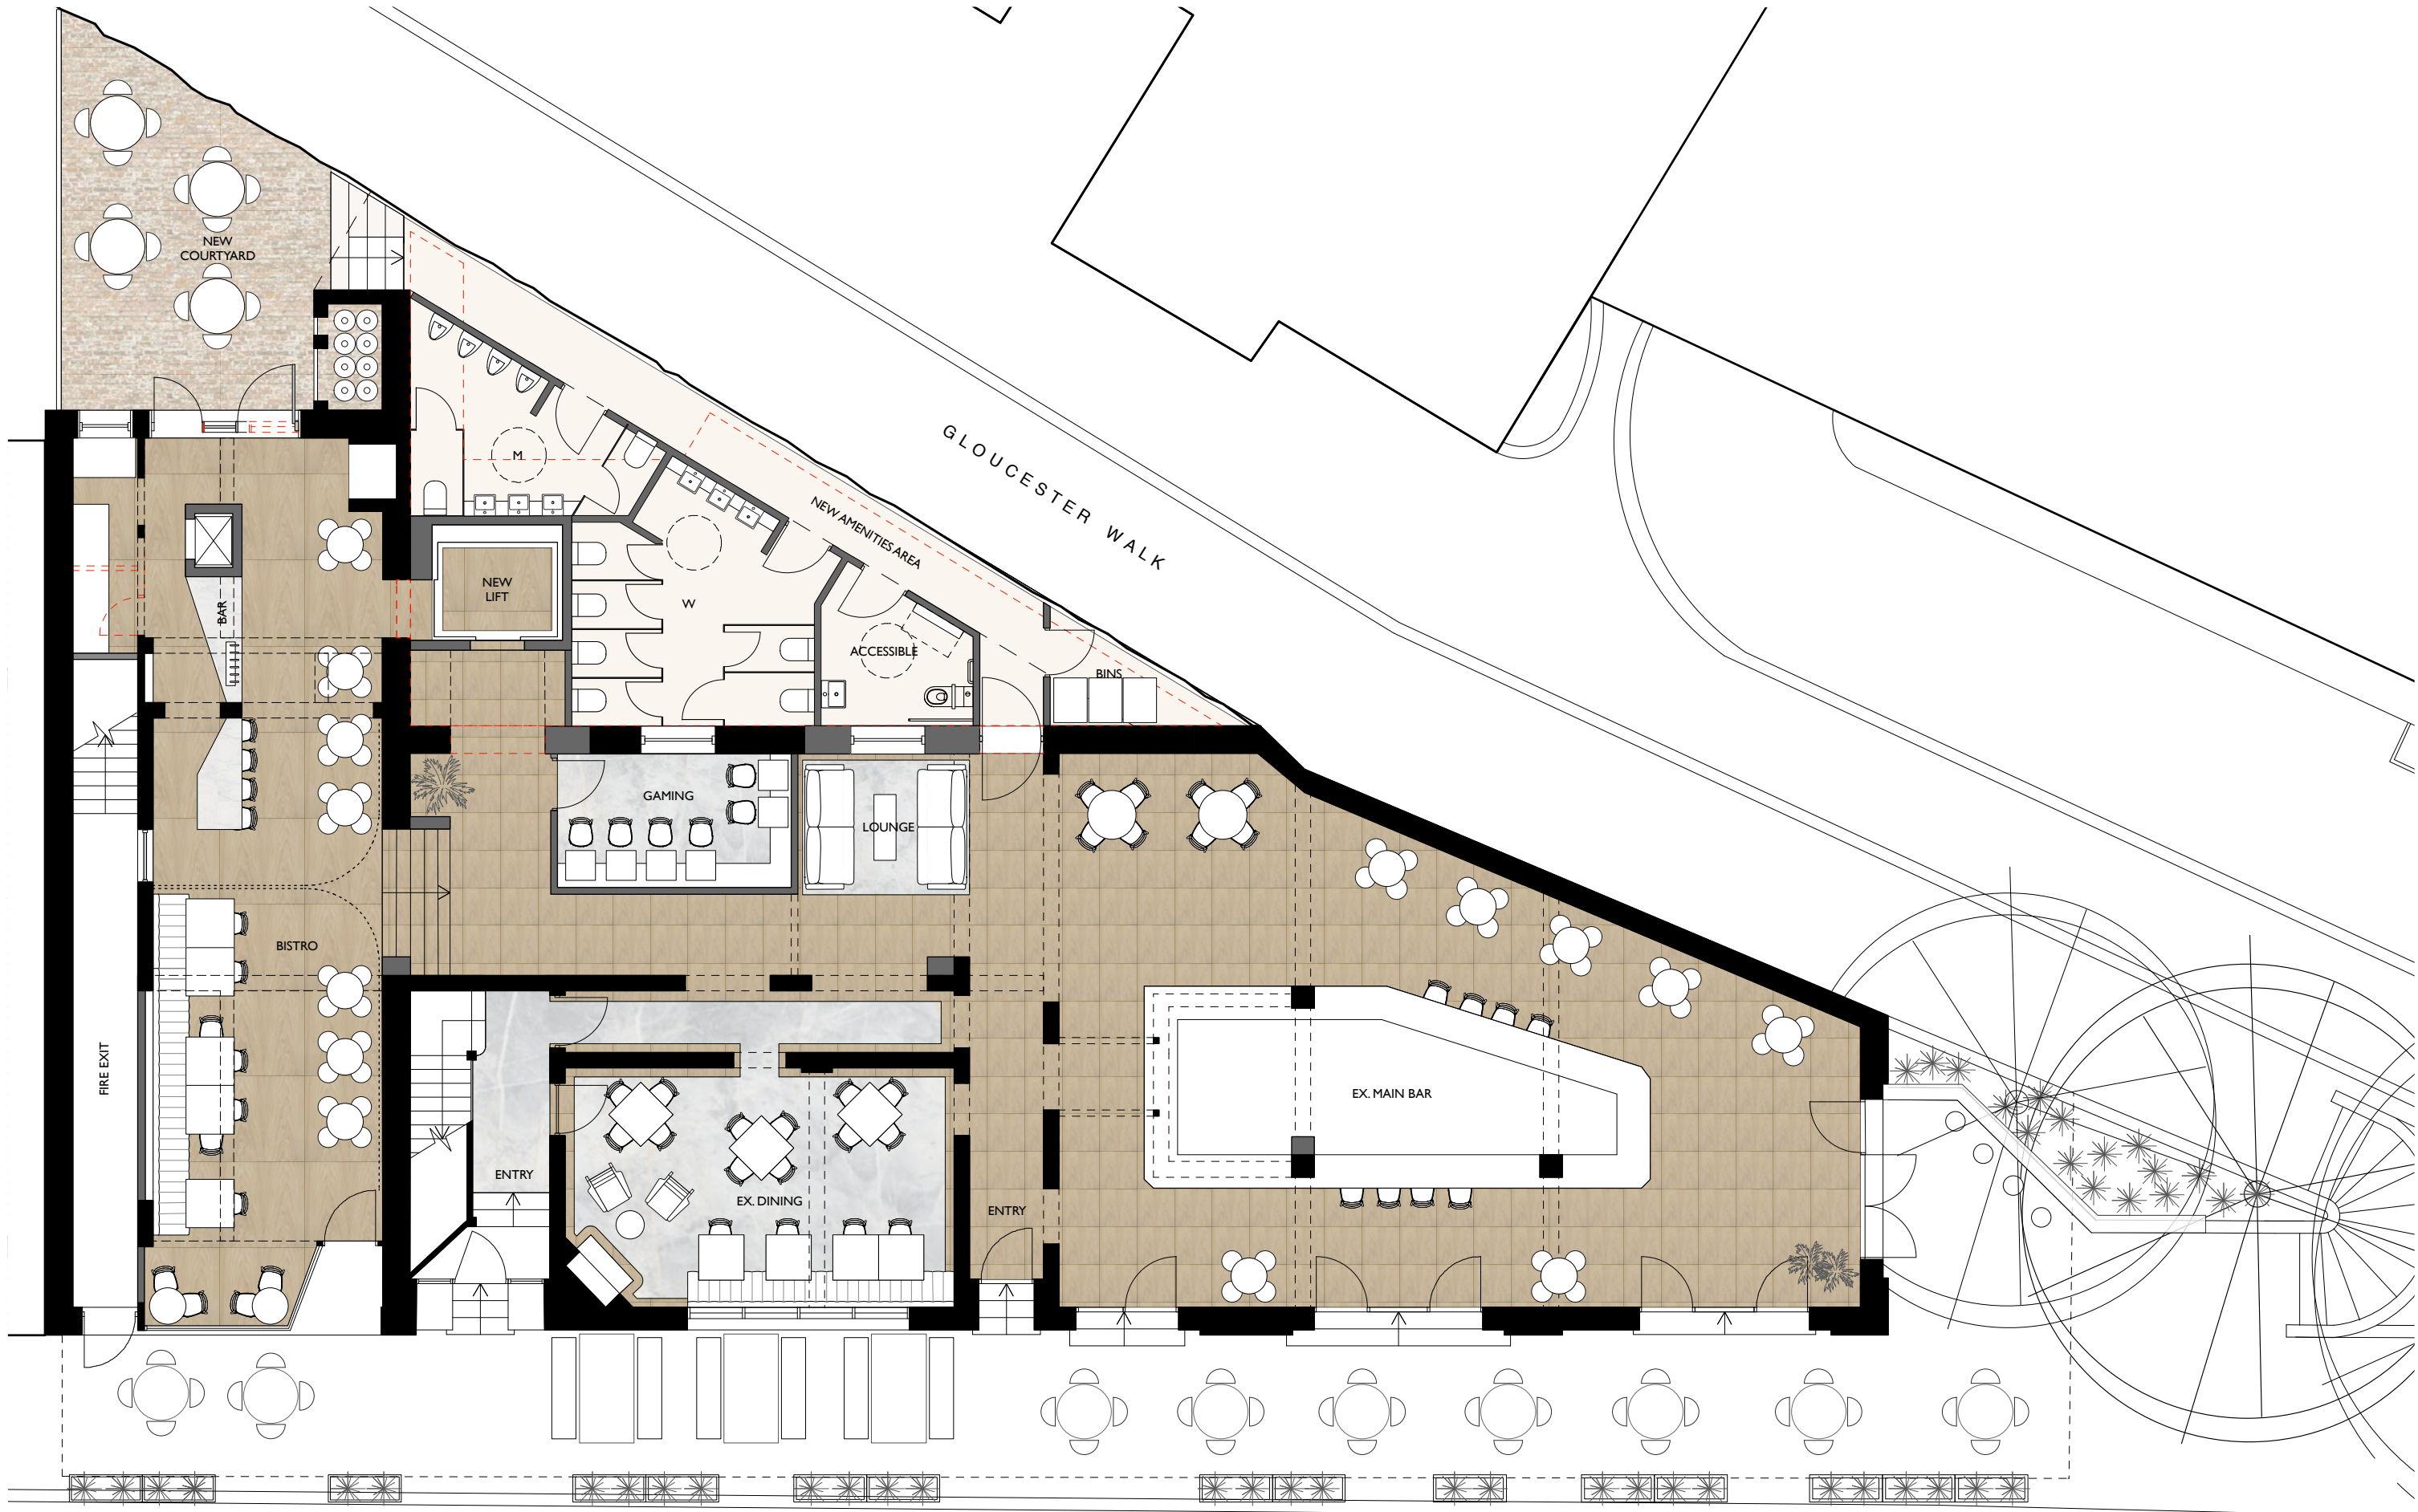 NEW
COURTYARD
GLOUCESTER WALK
M
NEW AMENITIES AREA
NEW
LIFT
BAR
W
ACCESSIBLE
BINS
GAMING
LOUNGE
BISTRO
FIRE EXIT
EX. MAIN BAR
ENTRY
EX. DINING
ENTRY